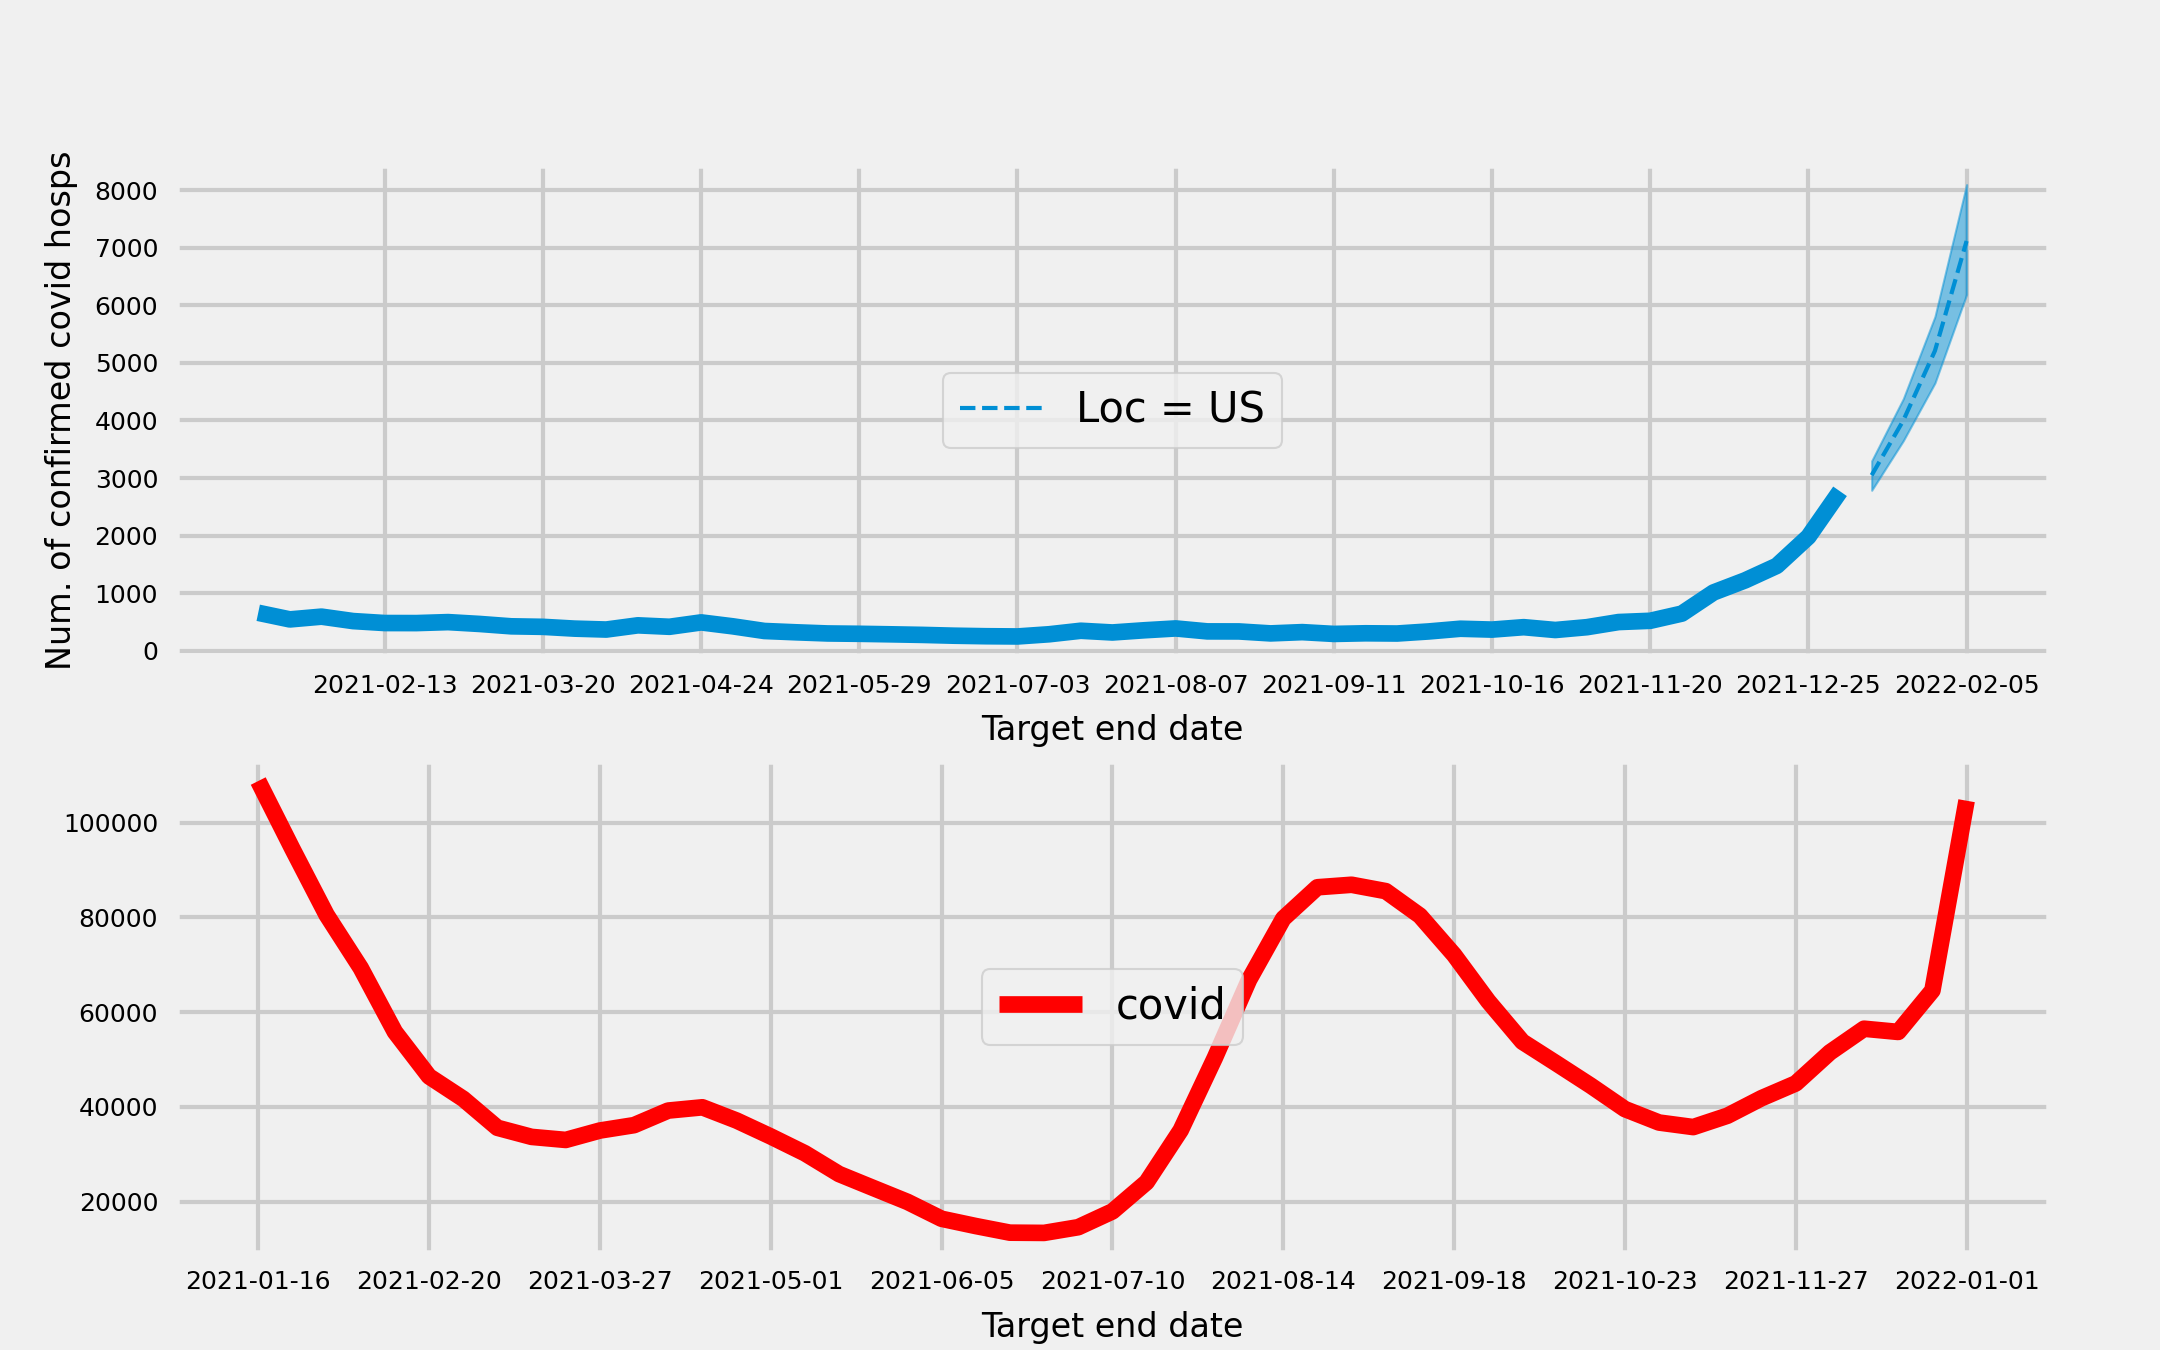 Num. of confirmed covid hosps
8000
7000
6000
5000
4000
3000
2000
1000
0
Loc = US
2021-02-13 2021-03-20 2021-04-24 2021-05-29 2021-07-03 2021-08-07 2021-09-11 2021-10-16 2021-11-20 2021-12-25 2022-02-05
Target end date
100000
80000
60000
40000
20000
covid
2021-01-16 2021-02-20 2021-03-27 2021-05-01 2021-06-05 2021-07-10 2021-08-14 2021-09-18 2021-10-23 2021-11-27 2022-01-01
Target end date